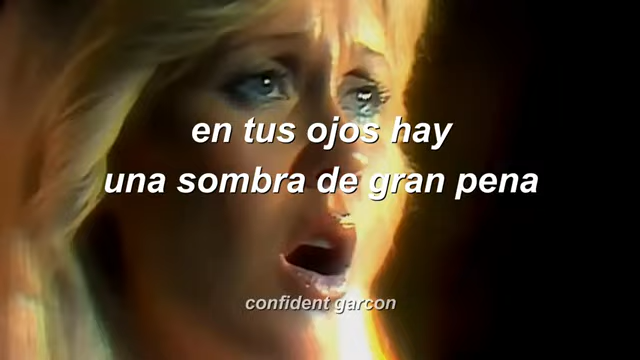 en tus ojos hay
una sombra de gran pena
confident garcon